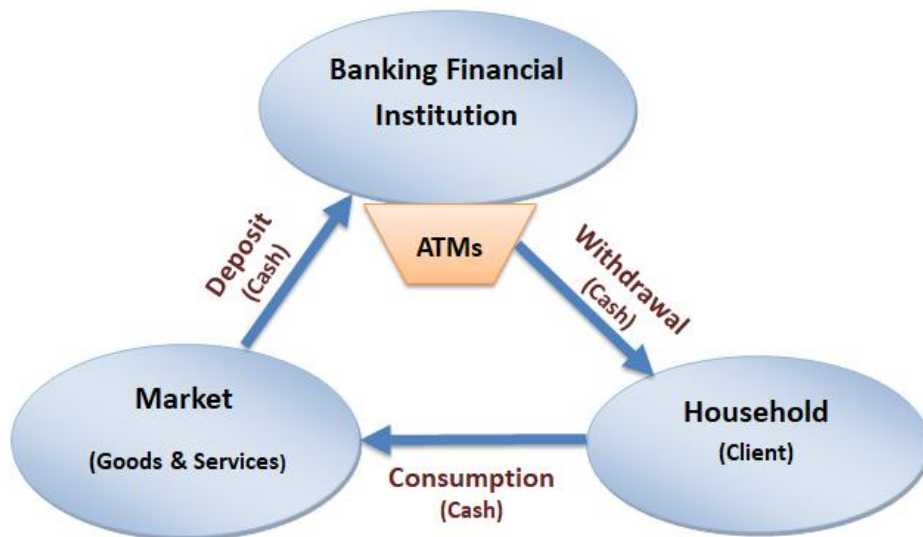 Banking Financial
Institution
ATMs
Deposit
(Cash)
Withdrawal
(Cash)
Market
(Goods & Services)
Household
(Client)
Consumption
(Cash)